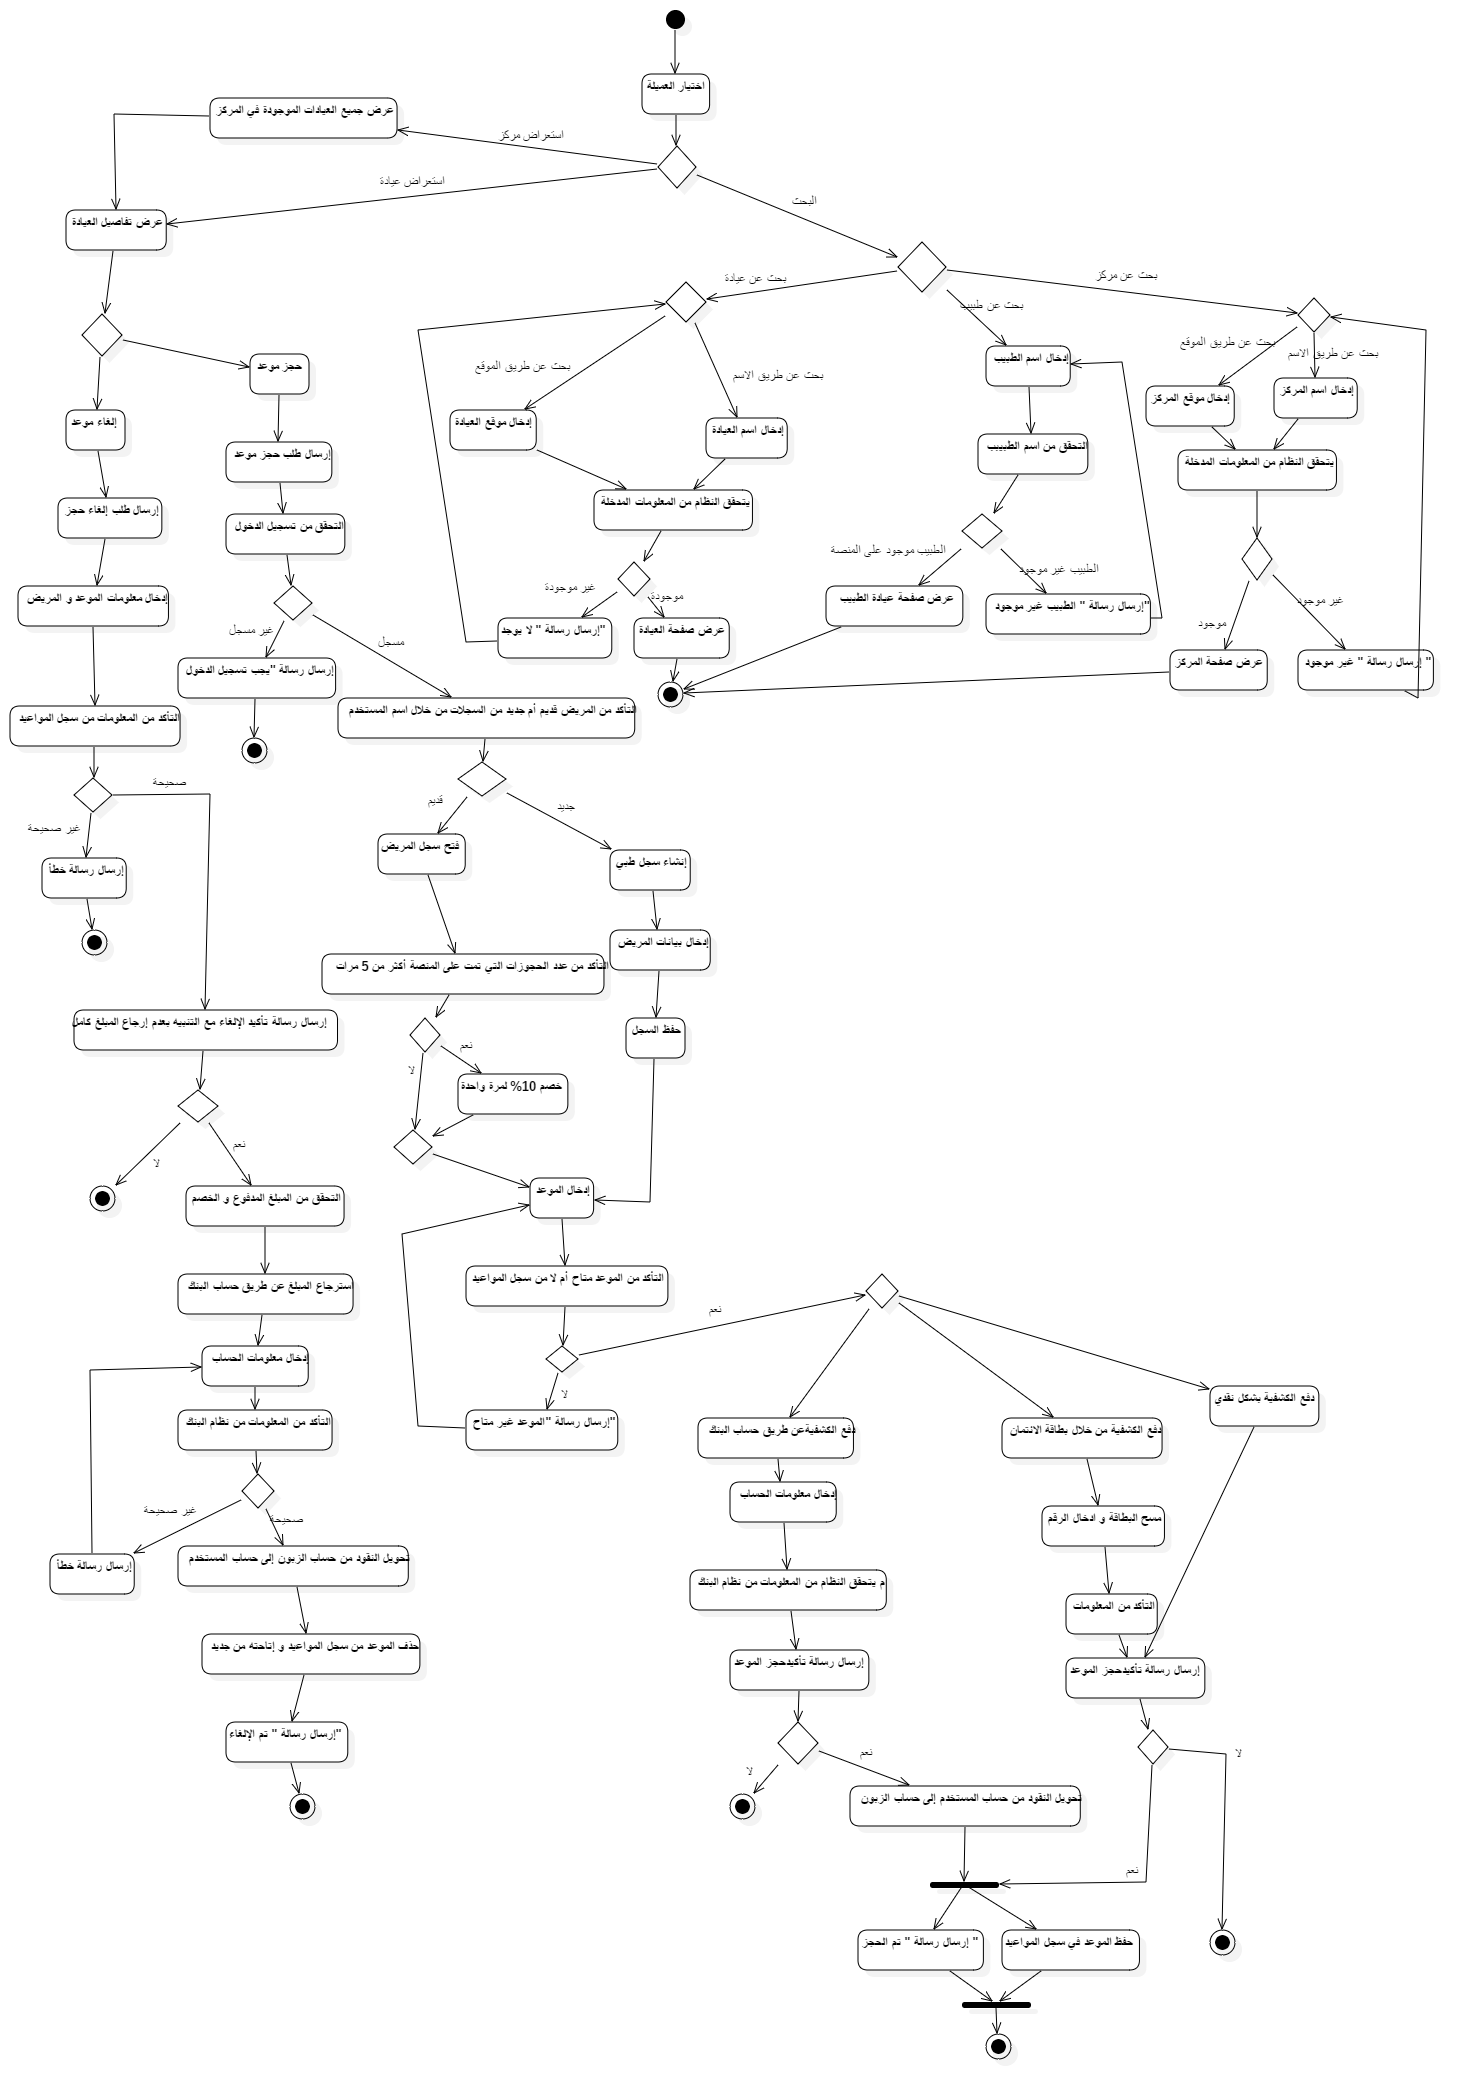 اختيار العميلة
عرض جميع العيادات الموجودة في المركز
استعراض مركز
استعراض عيادة
البحث
عرض تفاصيل العيادة
بحث عن عيادة
بحث عن طبيب
بحث عن مركز
بحث عن طريق الموقع
بحث عن طريق الاسم
إدخال اسم الطبيب
بحث عن طريق الموقع
بحث عن طريق الاسم
حجز موعد
إدخال موقع المركز
إدخال اسم المركز
إلغاء موعد
إدخال موقع العيادة
إدخال اسم العيادة
إرسال طلب حجز موعد
التحقق من اسم الطبيبب
يتحقق النظام من المعلومات المدخلة
إرسال طلب إلغاء حجز
يتحقق النظام من المعلومات المدخلة
التحقق من تسجيل الدخول
الطبيب موجود على المنصة
الطبيب غير موجود
غير موجودة
موجودة
غير موجود
موجود
إدخال معلومات الموعد و المريض
عرض صفحة عيادة الطبيب
إرسال رسالة " الطبيب غير موجود"
غير مسجل
مسجل
إرسال رسالة " لا يوجد"
عرض صفحة العيادة
إرسال رسالة "يجب تسجيل الدخول
عرض صفحة المركز
إرسال رسالة " غير موجود "
التأكد من المعلومات من سجل المواعيد
التأكد من المريض قديم أم جديد من السجلات من خلال اسم المستخدم
صحيحة
غير صحيحة
قديم
جديد
إرسال رسالة خطأ
فتح سجل المريض
إنشاء سجل طبي
إدخال بيانات المريض
التأكد من عدد الحجوزات التي تمت على المنصة أكثر من 5 مرات
إرسال رسالة تأكيد الإلغاء مع التنبيه بعدم إرجاع المبلغ كامل
حفظ السجل
نعم
لا
خصم 10% لمرة واحدة
نعم
لا
التحقق من المبلغ المدفوع و الخصم
إدخال الموعد
استرجاع المبلغ عن طريق حساب البنك
التأكد من الموعد متاح أم لا من سجل المواعيد
نعم
لا
إدخال معلومات الحساب
التأكد من المعلومات من نظام البنك
إرسال رسالة "الموعد غير متاح"
دفع الكشفيةعن طريق حساب البنك
دفع الكشفية من خلال بطاقة الائتمان
دفع الكشفية بشكل نقدي
غير صحيحة
صحيحة
إدخال معلومات الحساب
مسح البطاقة و ادخال الرقم
إرسال رسالة خطأ
تحويل النقود من حساب الزبون إلى حساب المستخدم
م يتحقق النظام من المعلومات من نظام البنك
التأكد من المعلومات
حذف الموعد من سجل المواعيد و إتاحته من جديد
إرسال رسالة تأكيدحجز الموعد
إرسال رسالة تأكيدحجز الموعد
إرسال رسالة " تم الإلغاء"
لا
نعم
لا
تحويل النقود من حساب المستخدم إلى حساب الزبون
نعم
إرسال رسالة " تم الحجز "
حفظ الموعد في سجل المواعيد